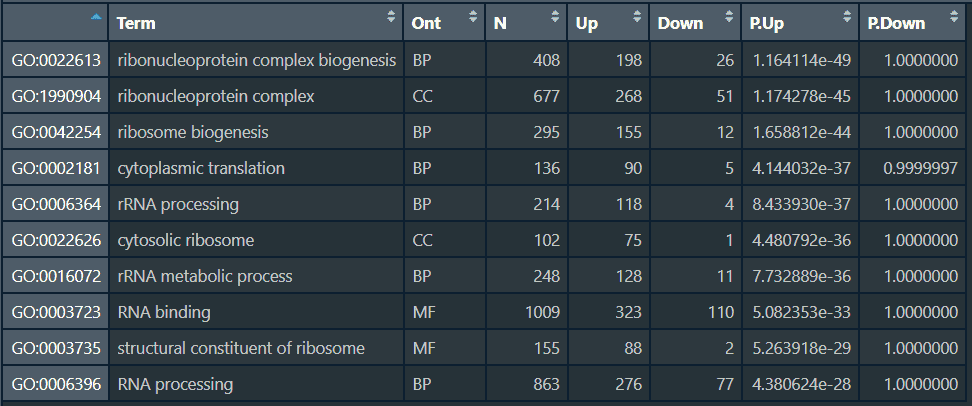 Term Ont N Up Down P.Up P.Down
GO:0022613 ribonucleoprotein complex biogenesis BP 408 198 26 1.164114e-49 1.0000000
GO:1990904 ribonucleoprotein complex CC 677 268 51 1.174278e-45 1.0000000
GO:0042254 ribosome biogenesis BP 295 155 12 1.658812e-44 1.0000000
GO:0002181 cytoplasmic translation BP 136 90 5 4.144032e-37 0.9999997
GO:0006364 rRNA processing BP 214 118 4 8.433930e-37 1.0000000
GO:0022626 cytosolic ribosome CC 102 75 1 4.480792e-36 1.0000000
GO:0016072 rRNA metabolic process BP 248 128 11 7.732889e-36 1.0000000
GO:0003723 RNA binding MF 1009 323 110 5.082353e-33 1.0000000
GO:0003735 structural constituent of ribosome MF 155 88 2 5.263918e-29 1.0000000
GO:0006396 RNA processing BP 863 276 77 4.380624e-28 1.0000000